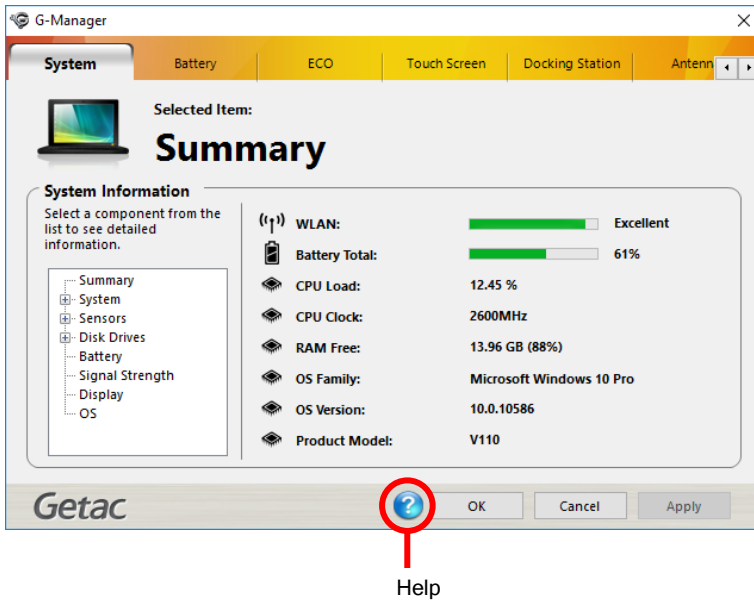 G-Manager
System Battery ECO Touch Screen Docking Station Antenn
Selected Item:
Summary
System Information
Select a component from the
list to see detailed
information.
Summary
System
Sensors
Disk Drives
Battery
Signal Strength
Display
OS
WLAN: Excellent
Battery Total: 61%
CPU Load: 12.45 %
CPU Clock: 2600MHz
RAM Free: 13.96 GB (88%)
OS Family: Microsoft Windows 10 Pro
OS Version: 10.0.10586
Product Model: V110
Getac ? OK Cancel Apply
Help